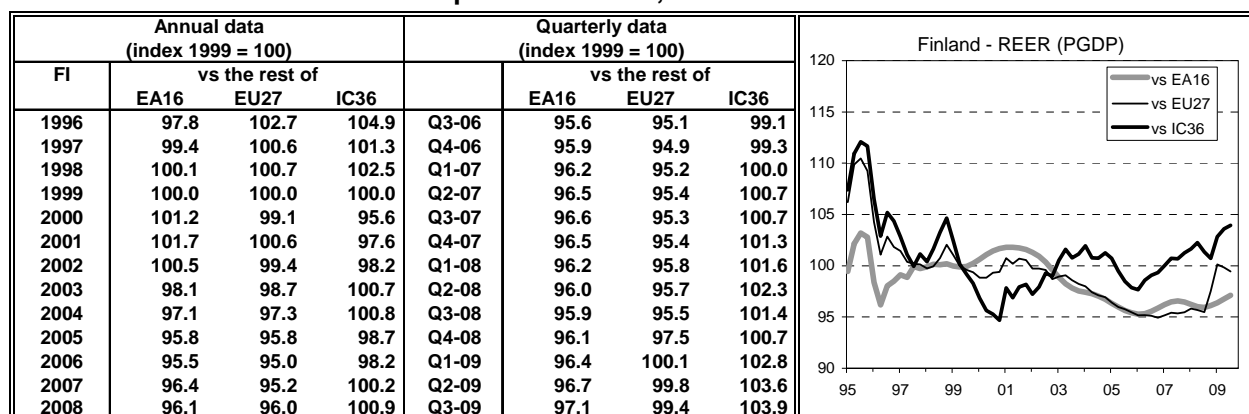 Annual data Quarterly data
(index 1999 = 100) (index 1999 = 100)
FI vs the rest of vs the rest of
EA16 EU27 IC36 EA16 EU27 IC36
1996 97.8 102.7 104.9 Q3-06 95.6 95.1 99.1
1997 99.4 100.6 101.3 Q4-06 95.9 94.9 99.3
1998 100.1 100.7 102.5 Q1-07 96.2 95.2 100.0
1999 100.0 100.0 100.0 Q2-07 96.5 95.4 100.7
2000 101.2 99.1 95.6 Q3-07 96.6 95.3 100.7
2001 101.7 100.6 97.6 Q4-07 96.5 95.4 101.3
2002 100.5 99.4 98.2 Q1-08 96.2 95.8 101.6
2003 98.1 98.7 100.7 Q2-08 96.0 95.7 102.3
2004 97.1 97.3 100.8 Q3-08 95.9 95.5 101.4
2005 95.8 95.8 98.7 Q4-08 96.1 97.5 100.7
2006 95.5 95.0 98.2 Q1-09 96.4 100.1 102.8
2007 96.4 95.2 100.2 Q2-09 96.7 99.8 103.6
2008 96.1 96.0 100.9 Q3-09 97.1 99.4 103.9
Finland - REER (PGDP)
120
vs EA16
vs EU27
vs IC36
115
110
105
100
95
90
95 97 99 01 03 05 07 09